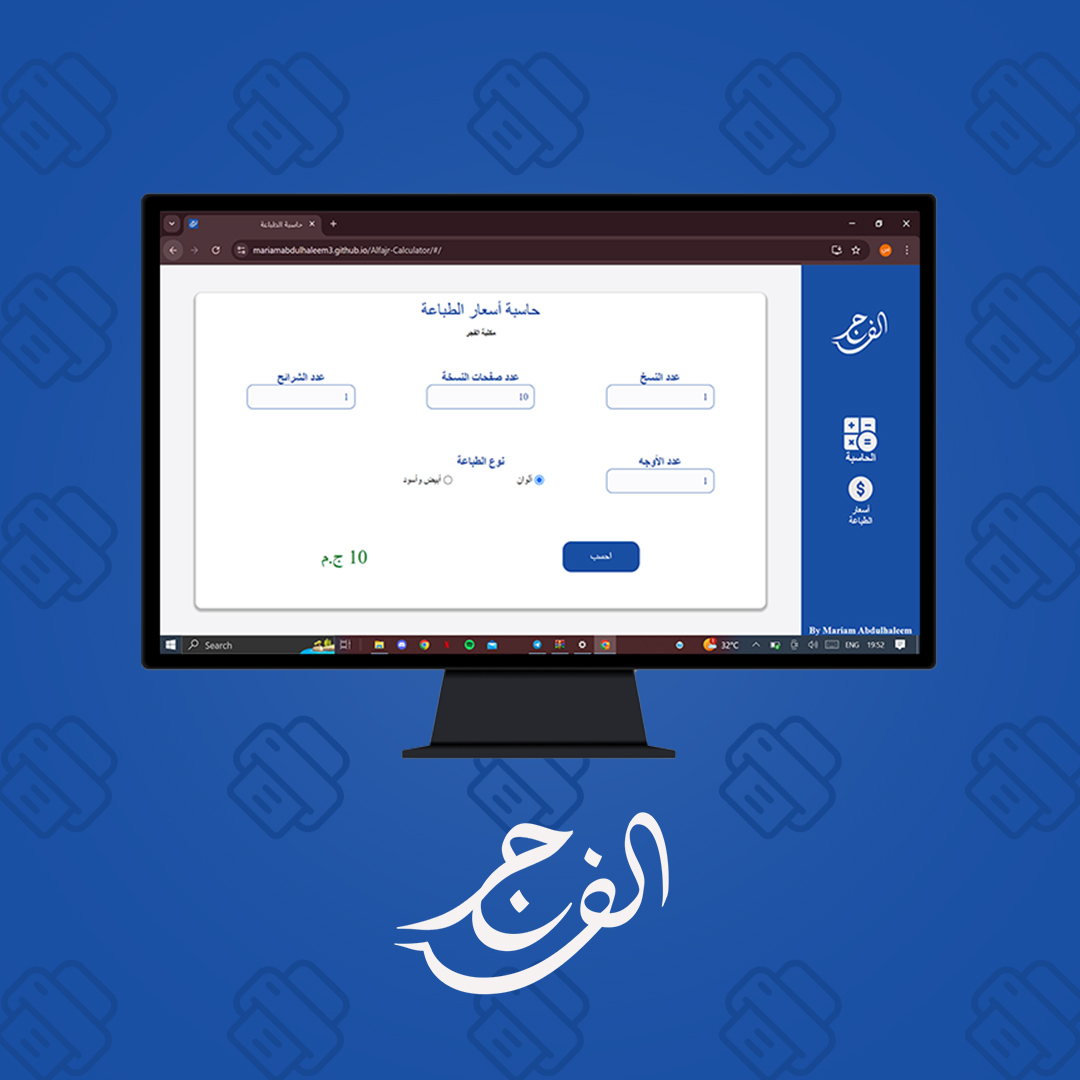 حاسبة الطباعة
mariamabdulhaleem3.github.io/Alfajr-Calculator/#/
حاسبة أسعار الطباعة
مكتبة الفجر
عدد النسخ
عدد صفحات النسخة
عدد الشرائح
1
10
1
عدد الأوجه
نوع الطباعة
1
ألوان
أبيض وأسود
احسب
10 ج.م
الفجر
الحاسبة
$
أسعار
الطباعة
By Mariam Abdulhaleem
Search
32°C
ENG
19:52
الفجر